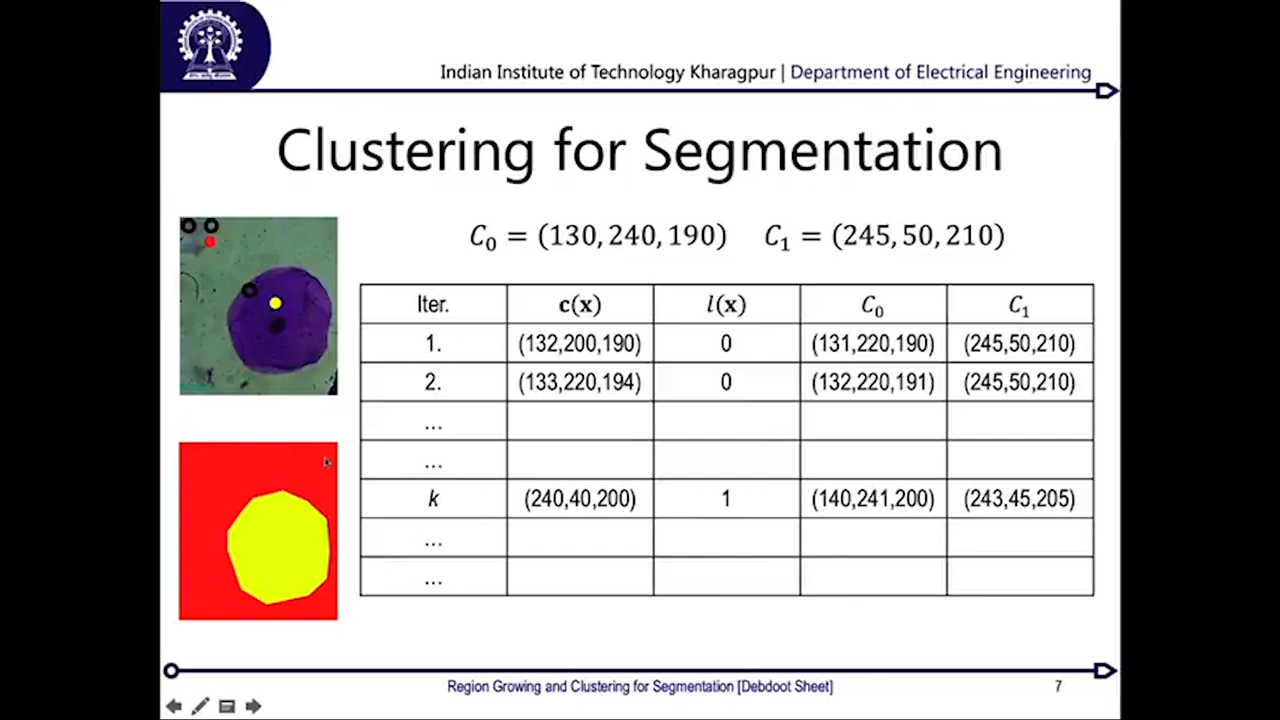 Indian Institute of Technology Kharagpur | Department of Electrical Engineering
Clustering for Segmentation
C₀ = (130, 240, 190) C₁ = (245, 50, 210)
Iter. c(x) l(x) C₀ C₁
1. (132,200,190) 0 (131,220,190) (245,50,210)
2. (133,220,194) 0 (132,220,191) (245,50,210)
...
...
k (240,40,200) 1 (140,241,200) (243,45,205)
...
...
Region Growing and Clustering for Segmentation [Debdoot Sheet] 7